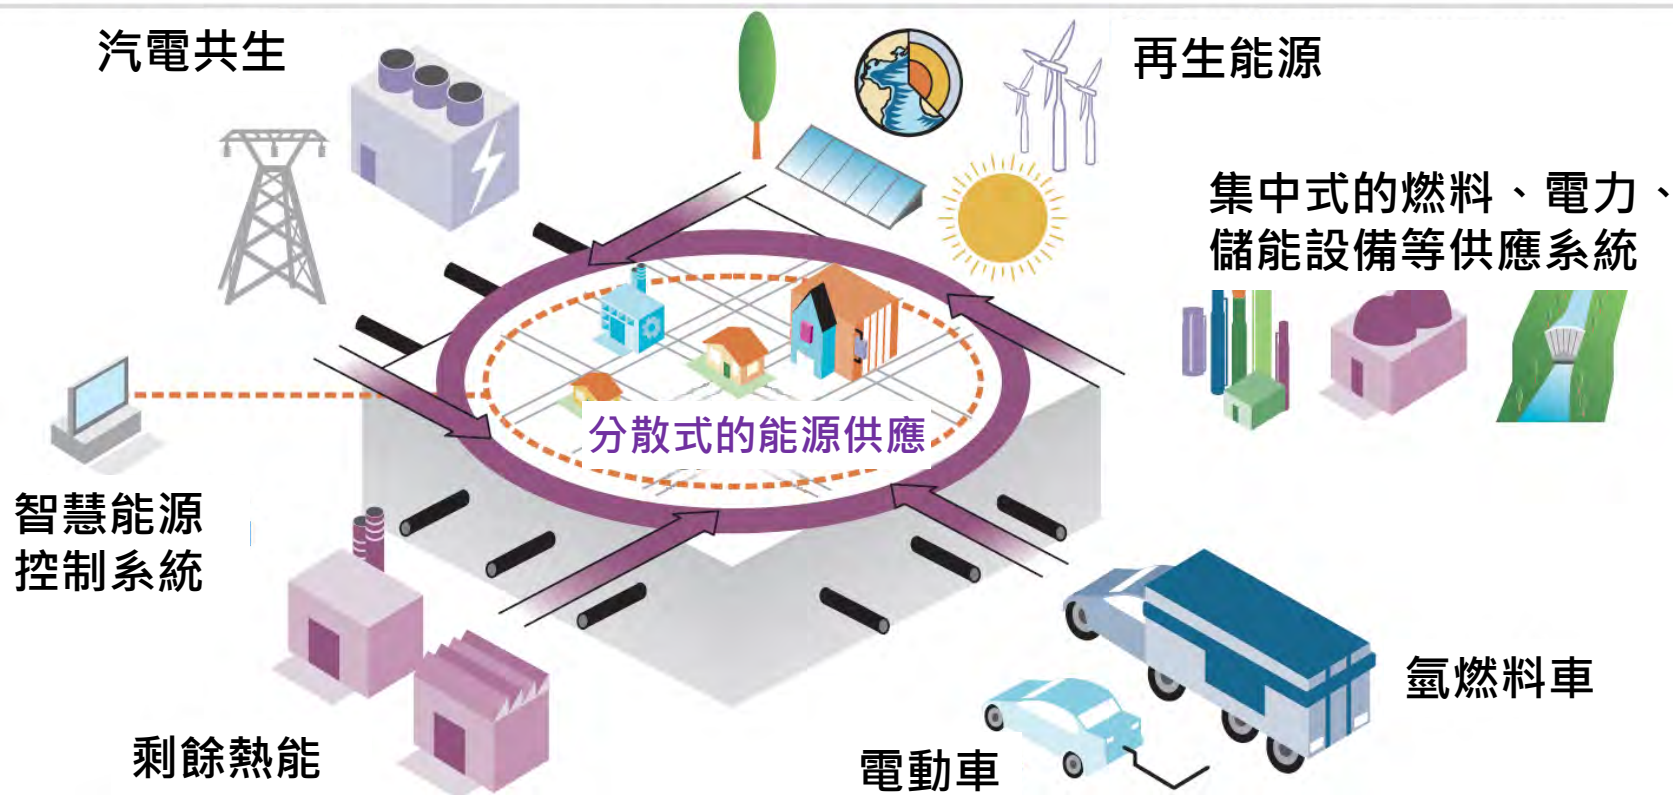 汽電共生
再生能源
集中式的燃料、電力、
儲能設備等供應系統
分散式的能源供應
智慧能源
控制系統
剩餘熱能
電動車
氫燃料車